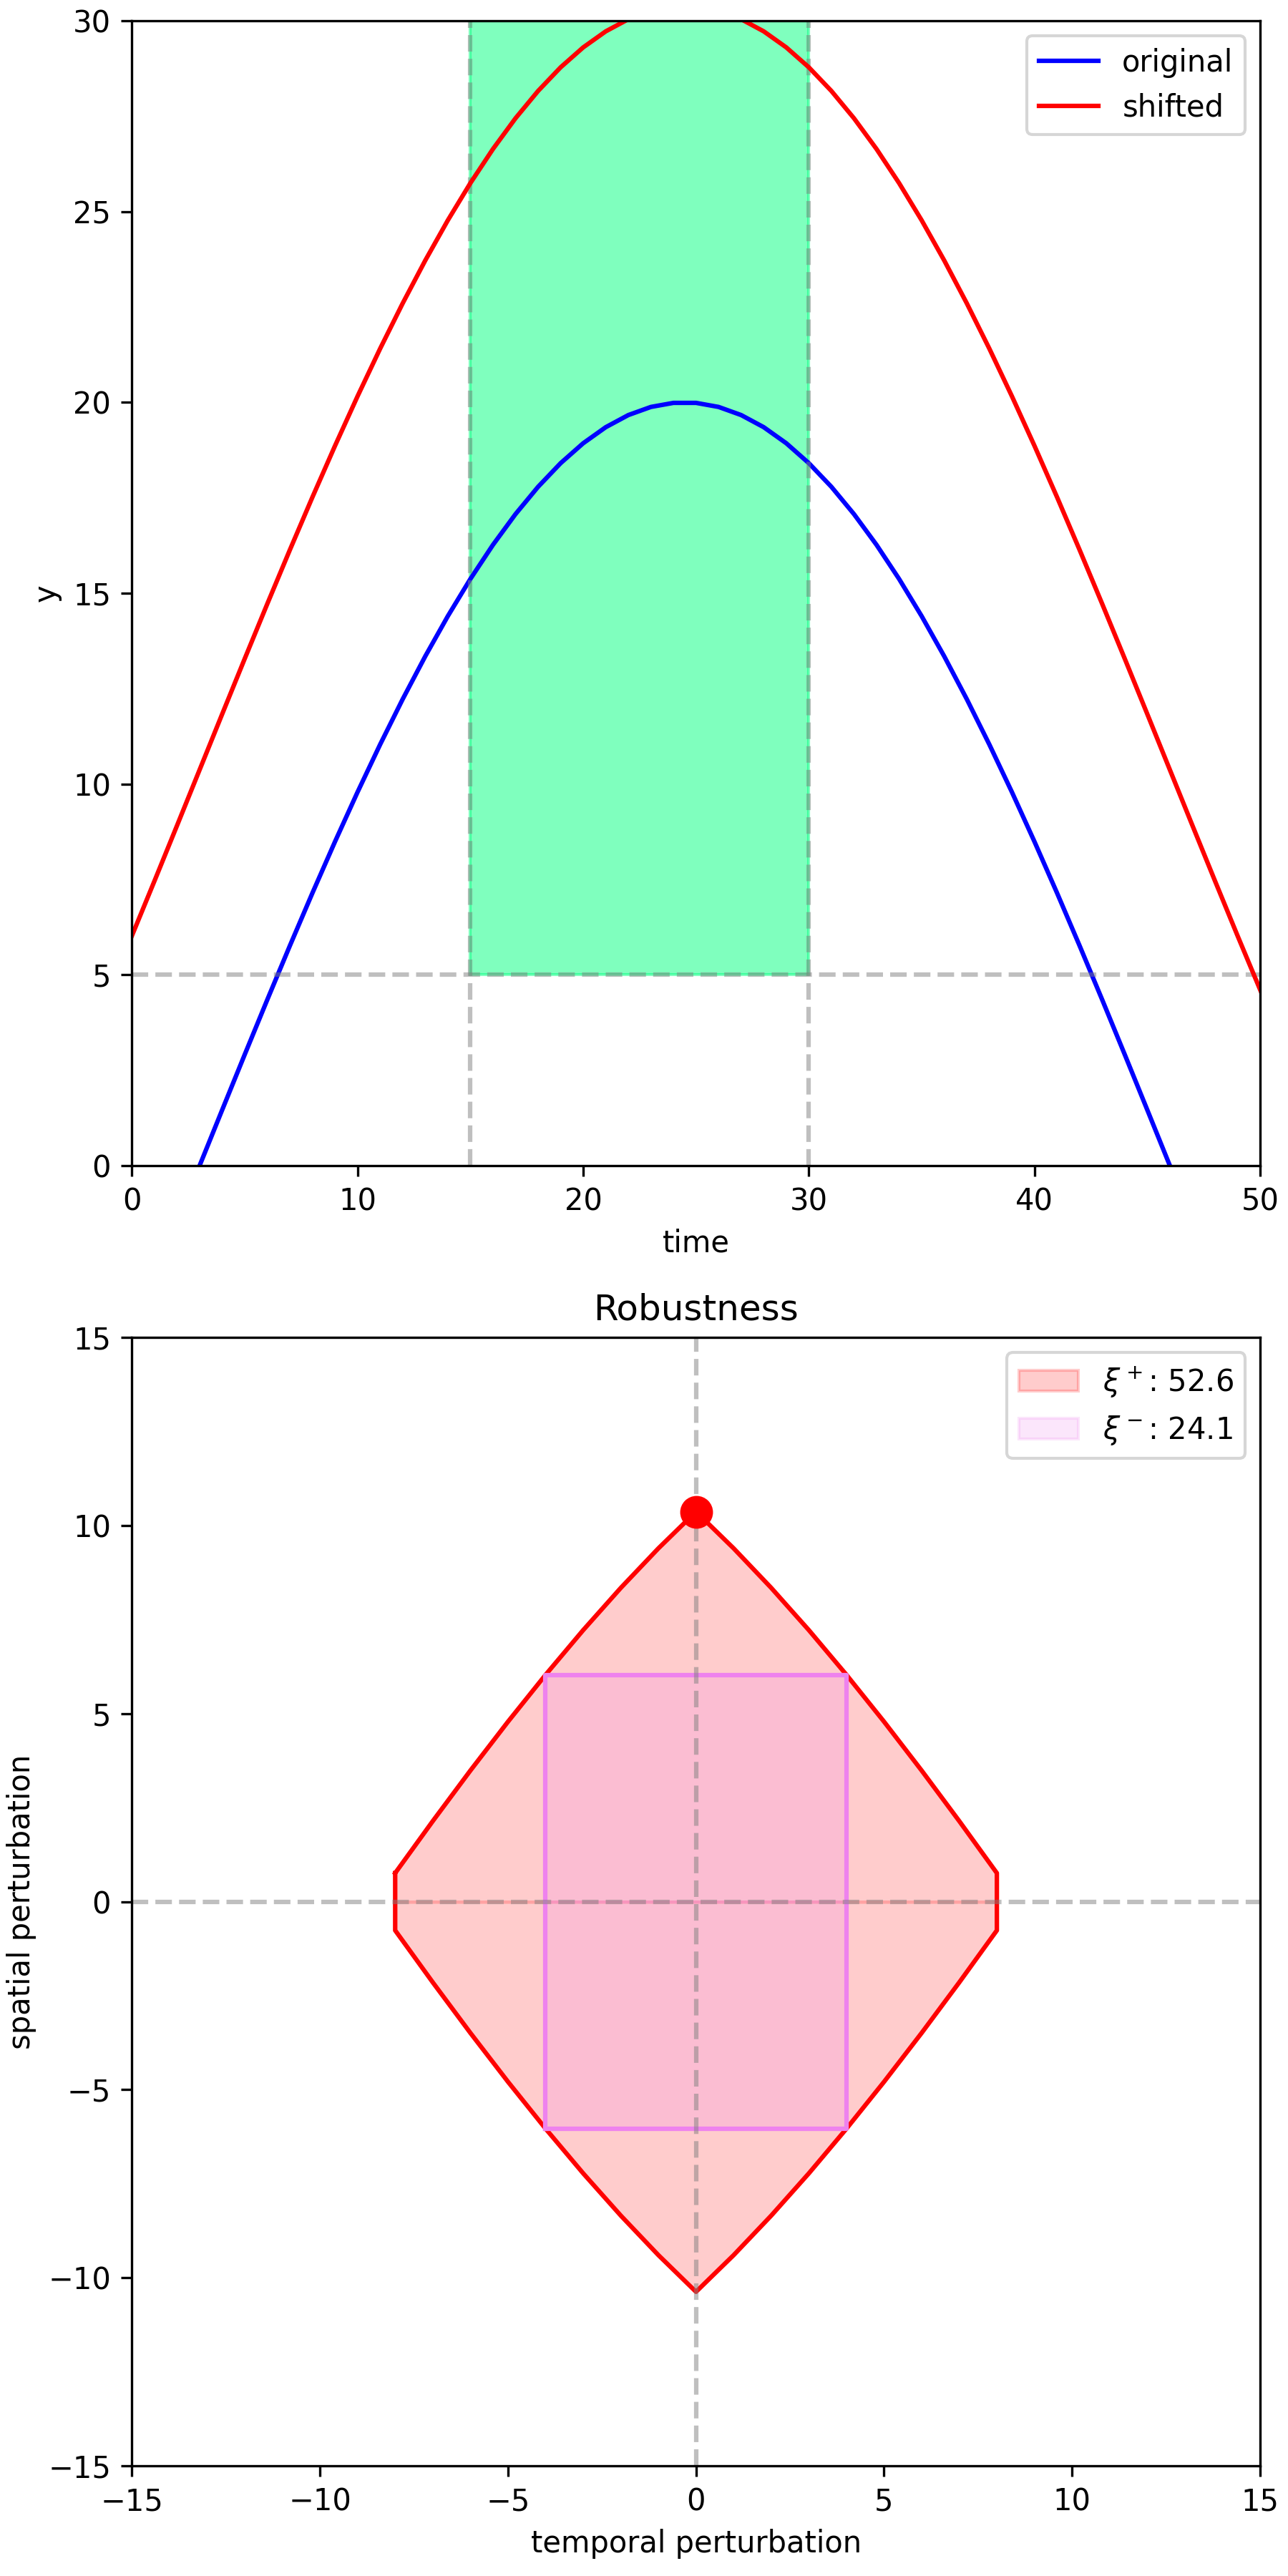 30
25
20
15
10
5
0
y
original
shifted
0 10 20 30 40 50
time
Robustness
15
10
5
0
−5
−10
−15
spatial perturbation
ξ⁺: 52.6
ξ⁻: 24.1
−15 −10 −5 0 5 10 15
temporal perturbation